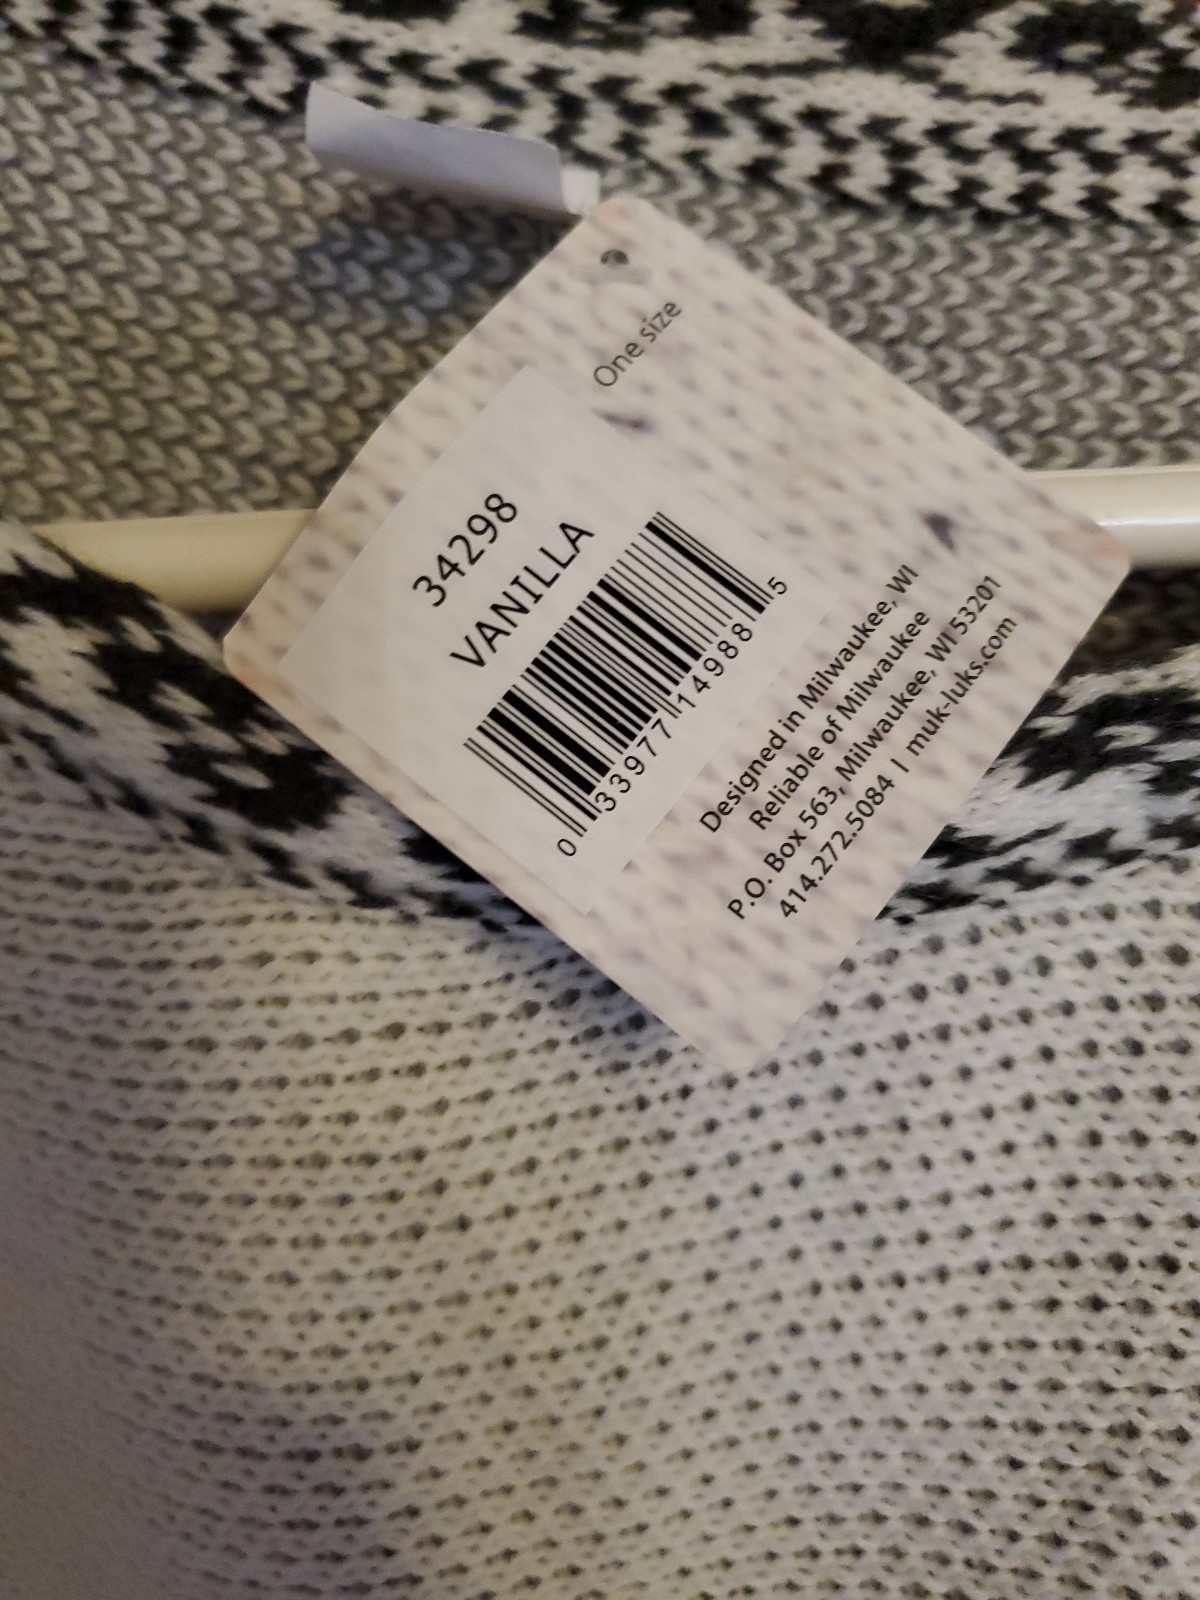 One size
34298
VANILLA
0 33977 14988 5
Designed in Milwaukee, WI
Reliable of Milwaukee
P.O. Box 563, Milwaukee, WI 53201
414.272.5084 | muk-luks.com